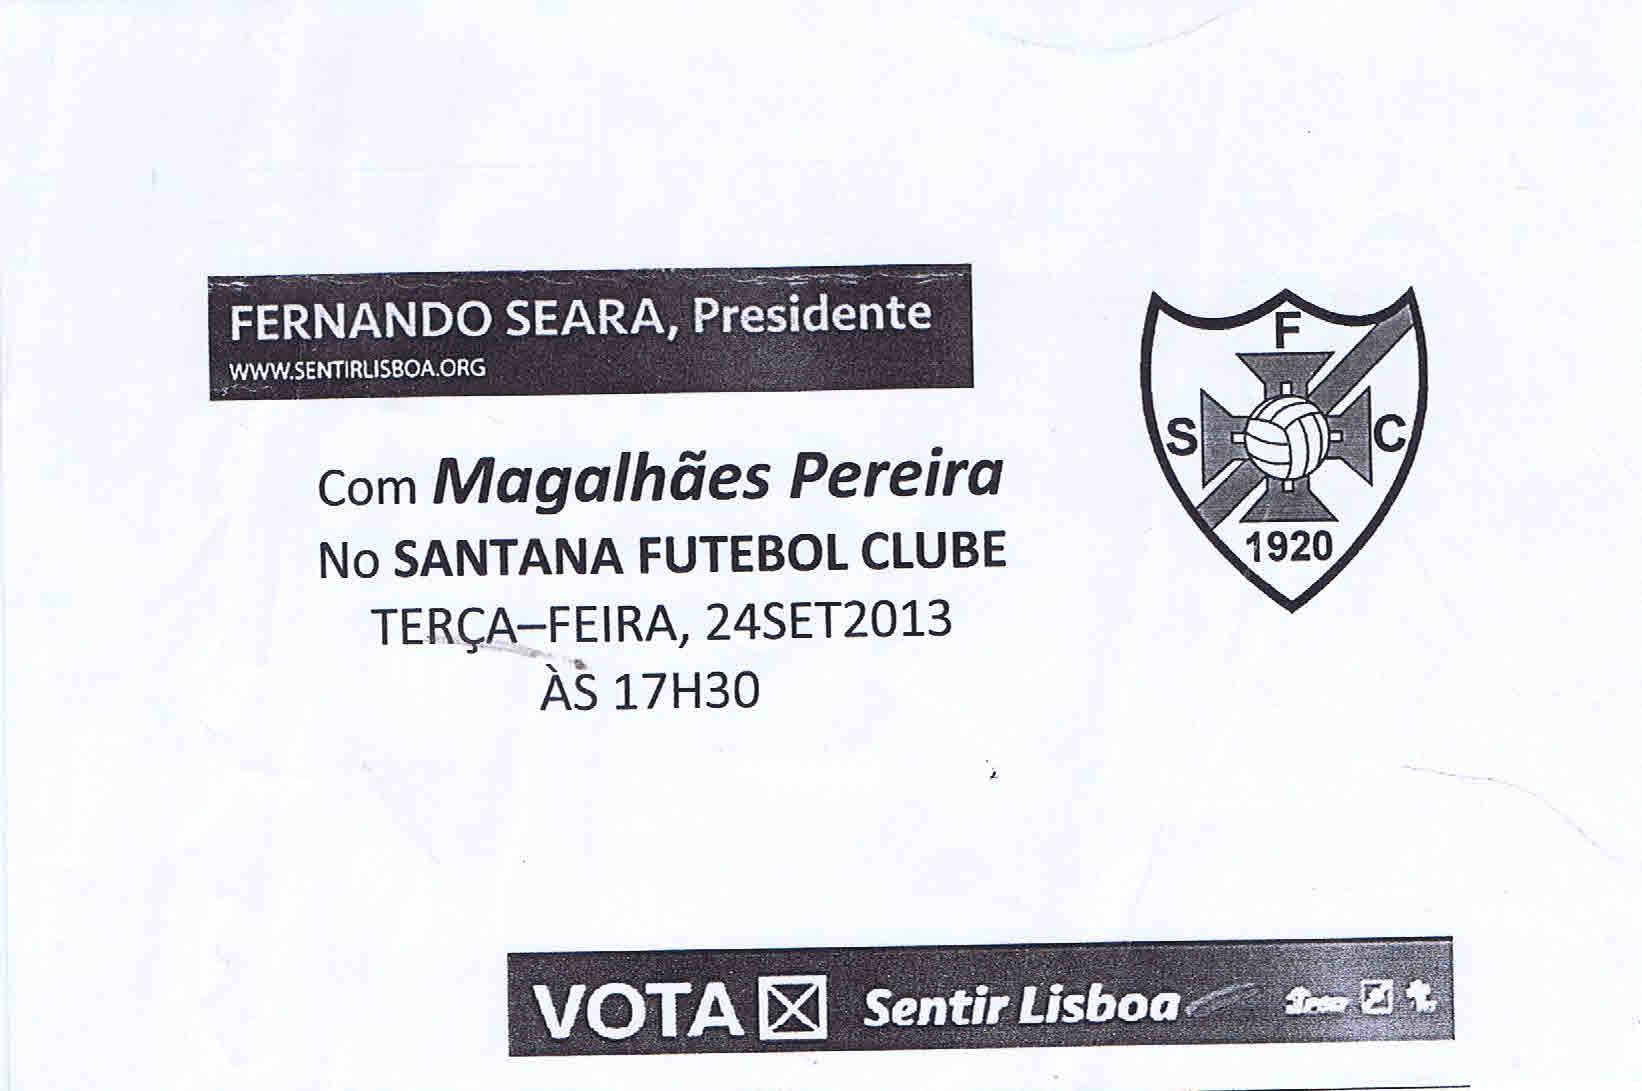 FERNANDO SEARA, Presidente
WWW.SENTIRLISBOA.ORG
Com Magalhães Pereira
No SANTANA FUTEBOL CLUBE
TERÇA–FEIRA, 24SET2013
ÀS 17H30
F
S C
1920
VOTA Sentir Lisboa